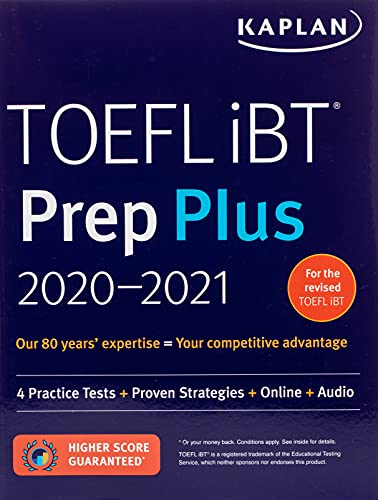 KAPLAN
TOEFL iBT®
Prep Plus
2020–2021
For the
revised
TOEFL iBT
Our 80 years’ expertise = Your competitive advantage
4 Practice Tests + Proven Strategies + Online + Audio
HIGHER SCORE
GUARANTEED*
* Or your money back. Conditions apply. See inside for details.
TOEFL iBT® is a registered trademark of the Educational Testing
Service, which neither sponsors nor endorses this product.